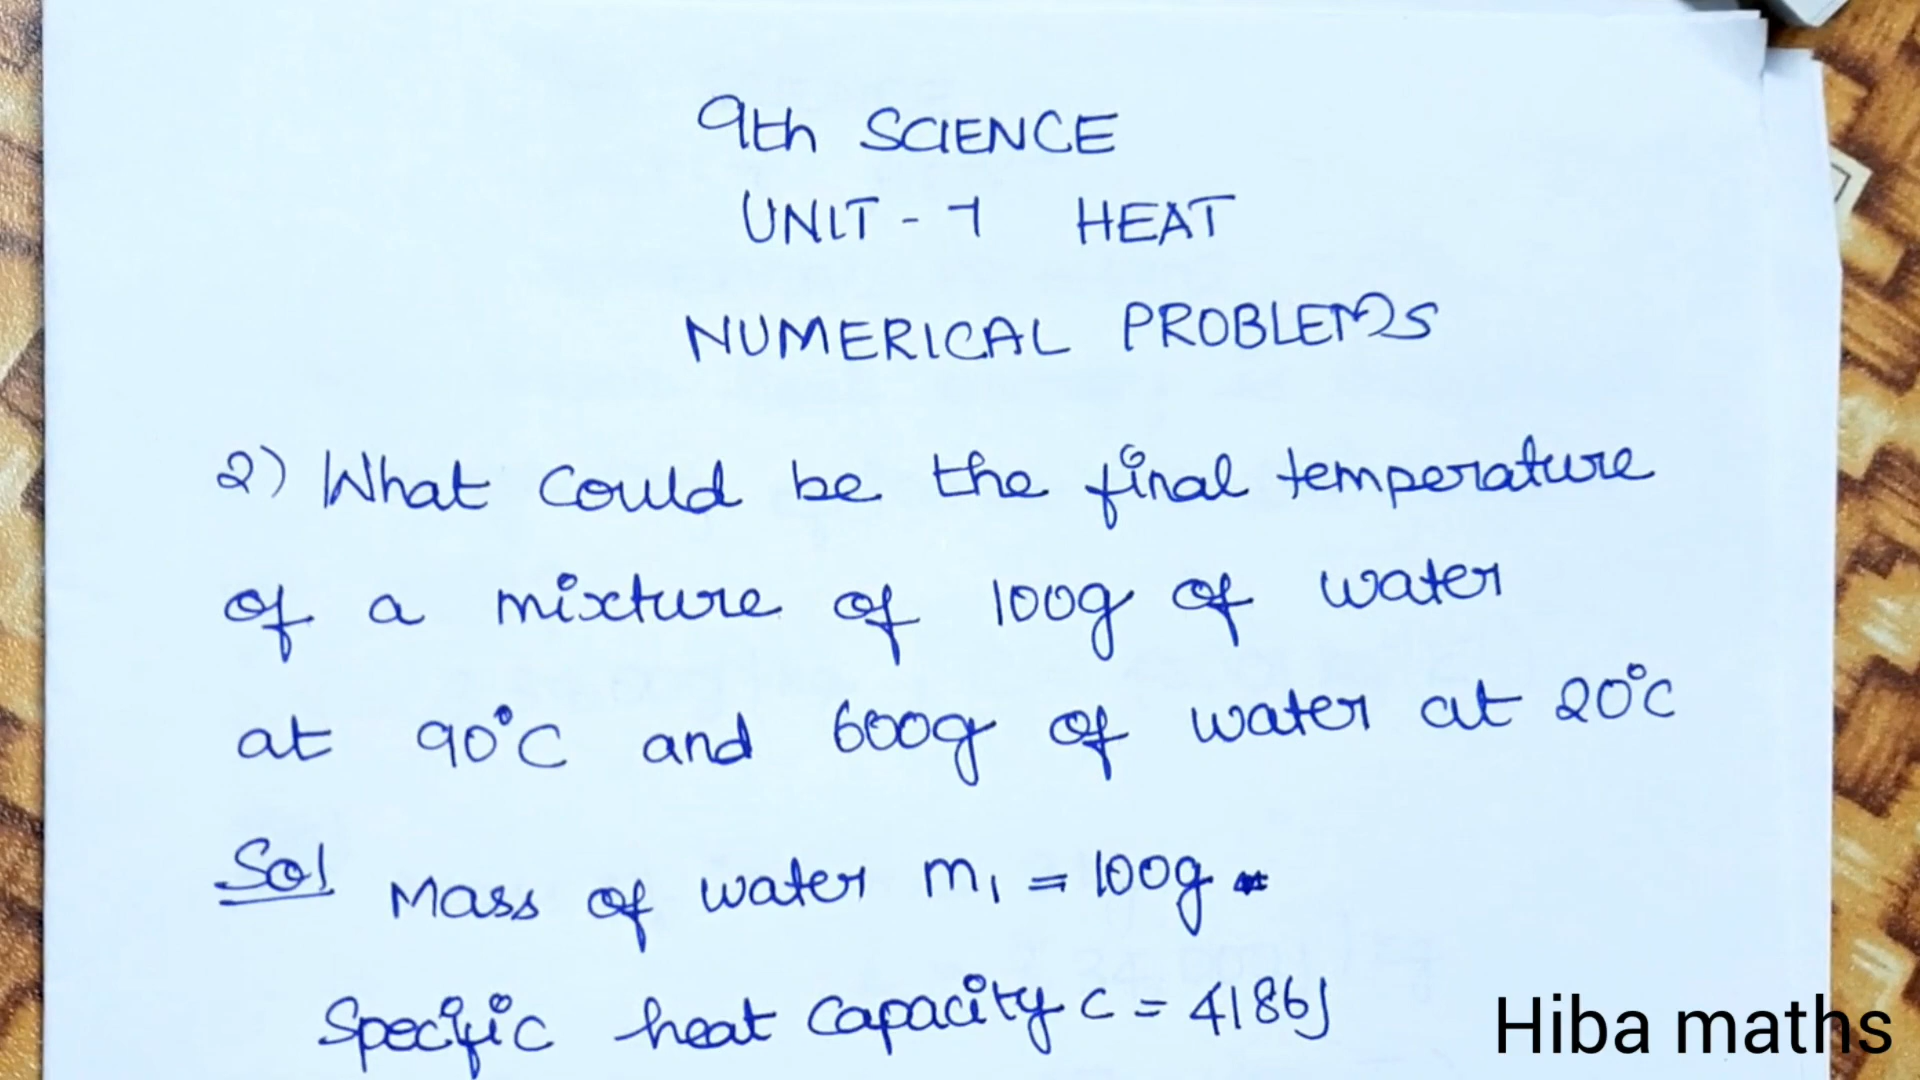 9th SCIENCE
UNIT - 7 HEAT
NUMERICAL PROBLEMS
2) What could be the final temperature
of a mixture of 100g of water
at 90°C and 600g of water at 20°C
Sol Mass of water m₁ = 100g
Specific heat capacity c = 4186J
Hiba maths